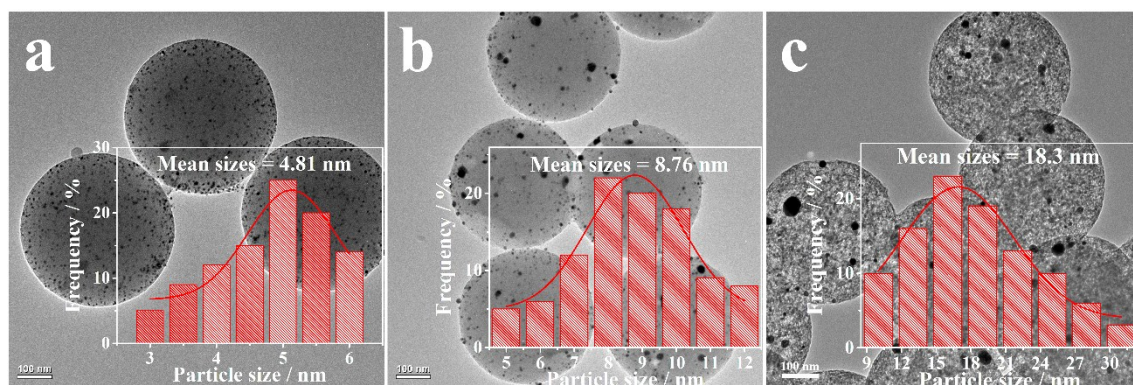 a
Mean sizes = 4.81 nm
Frequency / %
30
20
10
0
3 4 5 6
Particle size / nm
100 nm
b
Mean sizes = 8.76 nm
Frequency / %
20
10
0
5 6 7 8 9 10 11 12
Particle size / nm
100 nm
c
Mean sizes = 18.3 nm
Frequency / %
20
10
0
9 12 15 18 21 24 27 30
Particle size / nm
100 nm